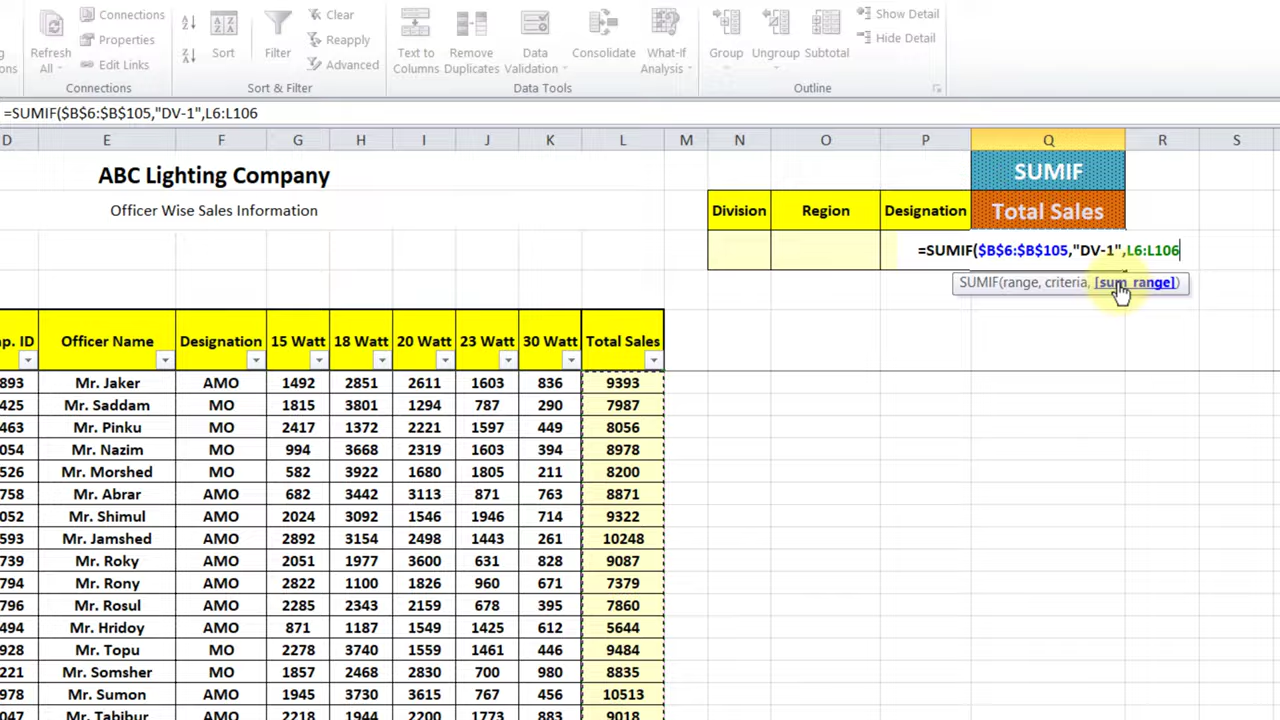 Connections Clear Show Detail
Properties Reapply Hide Detail
Refresh All Edit Links Sort Filter Advanced Text to Columns Remove Duplicates Data Validation Consolidate What-If Analysis Group Ungroup Subtotal
Connections Sort & Filter Data Tools Outline
=SUMIF($B$6:$B$105,"DV-1",L6:L106
D E F G H I J K L M N O P Q R S
ABC Lighting Company SUMIF
Officer Wise Sales Information Division Region Designation Total Sales
=SUMIF($B$6:$B$105,"DV-1",L6:L106
SUMIF(range, criteria, [sum_range])
p. ID Officer Name Designation 15 Watt 18 Watt 20 Watt 23 Watt 30 Watt Total Sales
893 Mr. Jaker AMO 1492 2851 2611 1603 836 9393
425 Mr. Saddam MO 1815 3801 1294 787 290 7987
463 Mr. Pinku MO 2417 1372 2221 1597 449 8056
054 Mr. Nazim MO 994 3668 2319 1603 394 8978
526 Mr. Morshed MO 582 3922 1680 1805 211 8200
758 Mr. Abrar AMO 682 3442 3113 871 763 8871
052 Mr. Shimul AMO 2024 3092 1546 1946 714 9322
593 Mr. Jamshed AMO 2892 3154 2498 1443 261 10248
739 Mr. Roky AMO 2051 1977 3600 631 828 9087
794 Mr. Rony AMO 2822 1100 1826 960 671 7379
796 Mr. Rosul AMO 2285 2343 2159 678 395 7860
494 Mr. Hridoy AMO 871 1187 1549 1425 612 5644
928 Mr. Topu MO 2278 3740 1559 1461 446 9484
221 Mr. Somsher MO 1857 2468 2830 700 980 8835
978 Mr. Sumon AMO 1945 3730 3615 767 456 10513
047 Mr. Tabibur AMO 2218 1944 2200 1773 883 9018